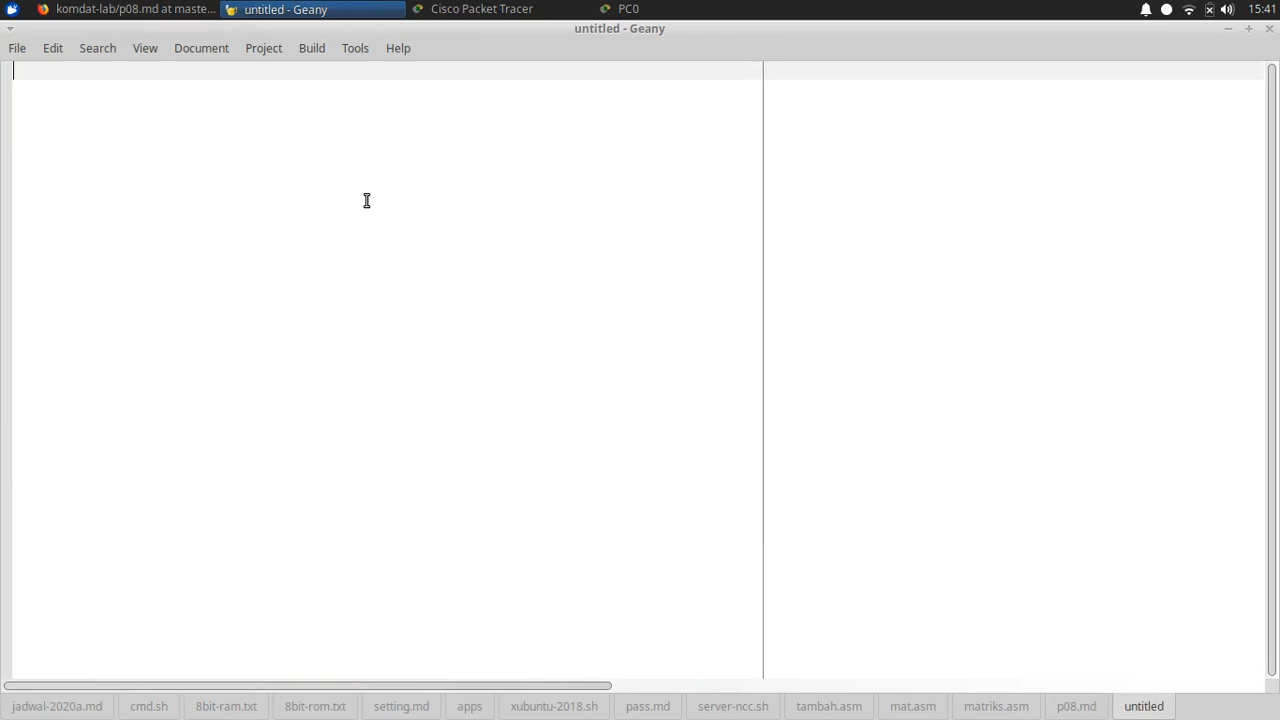 komdat-lab/p08.md at maste... untitled - Geany Cisco Packet Tracer PC0 15:41
untitled - Geany
File Edit Search View Document Project Build Tools Help
jadwal-2020a.md cmd.sh 8bit-ram.txt 8bit-rom.txt setting.md apps xubuntu-2018.sh pass.md server-ncc.sh tambah.asm mat.asm matriks.asm p08.md untitled